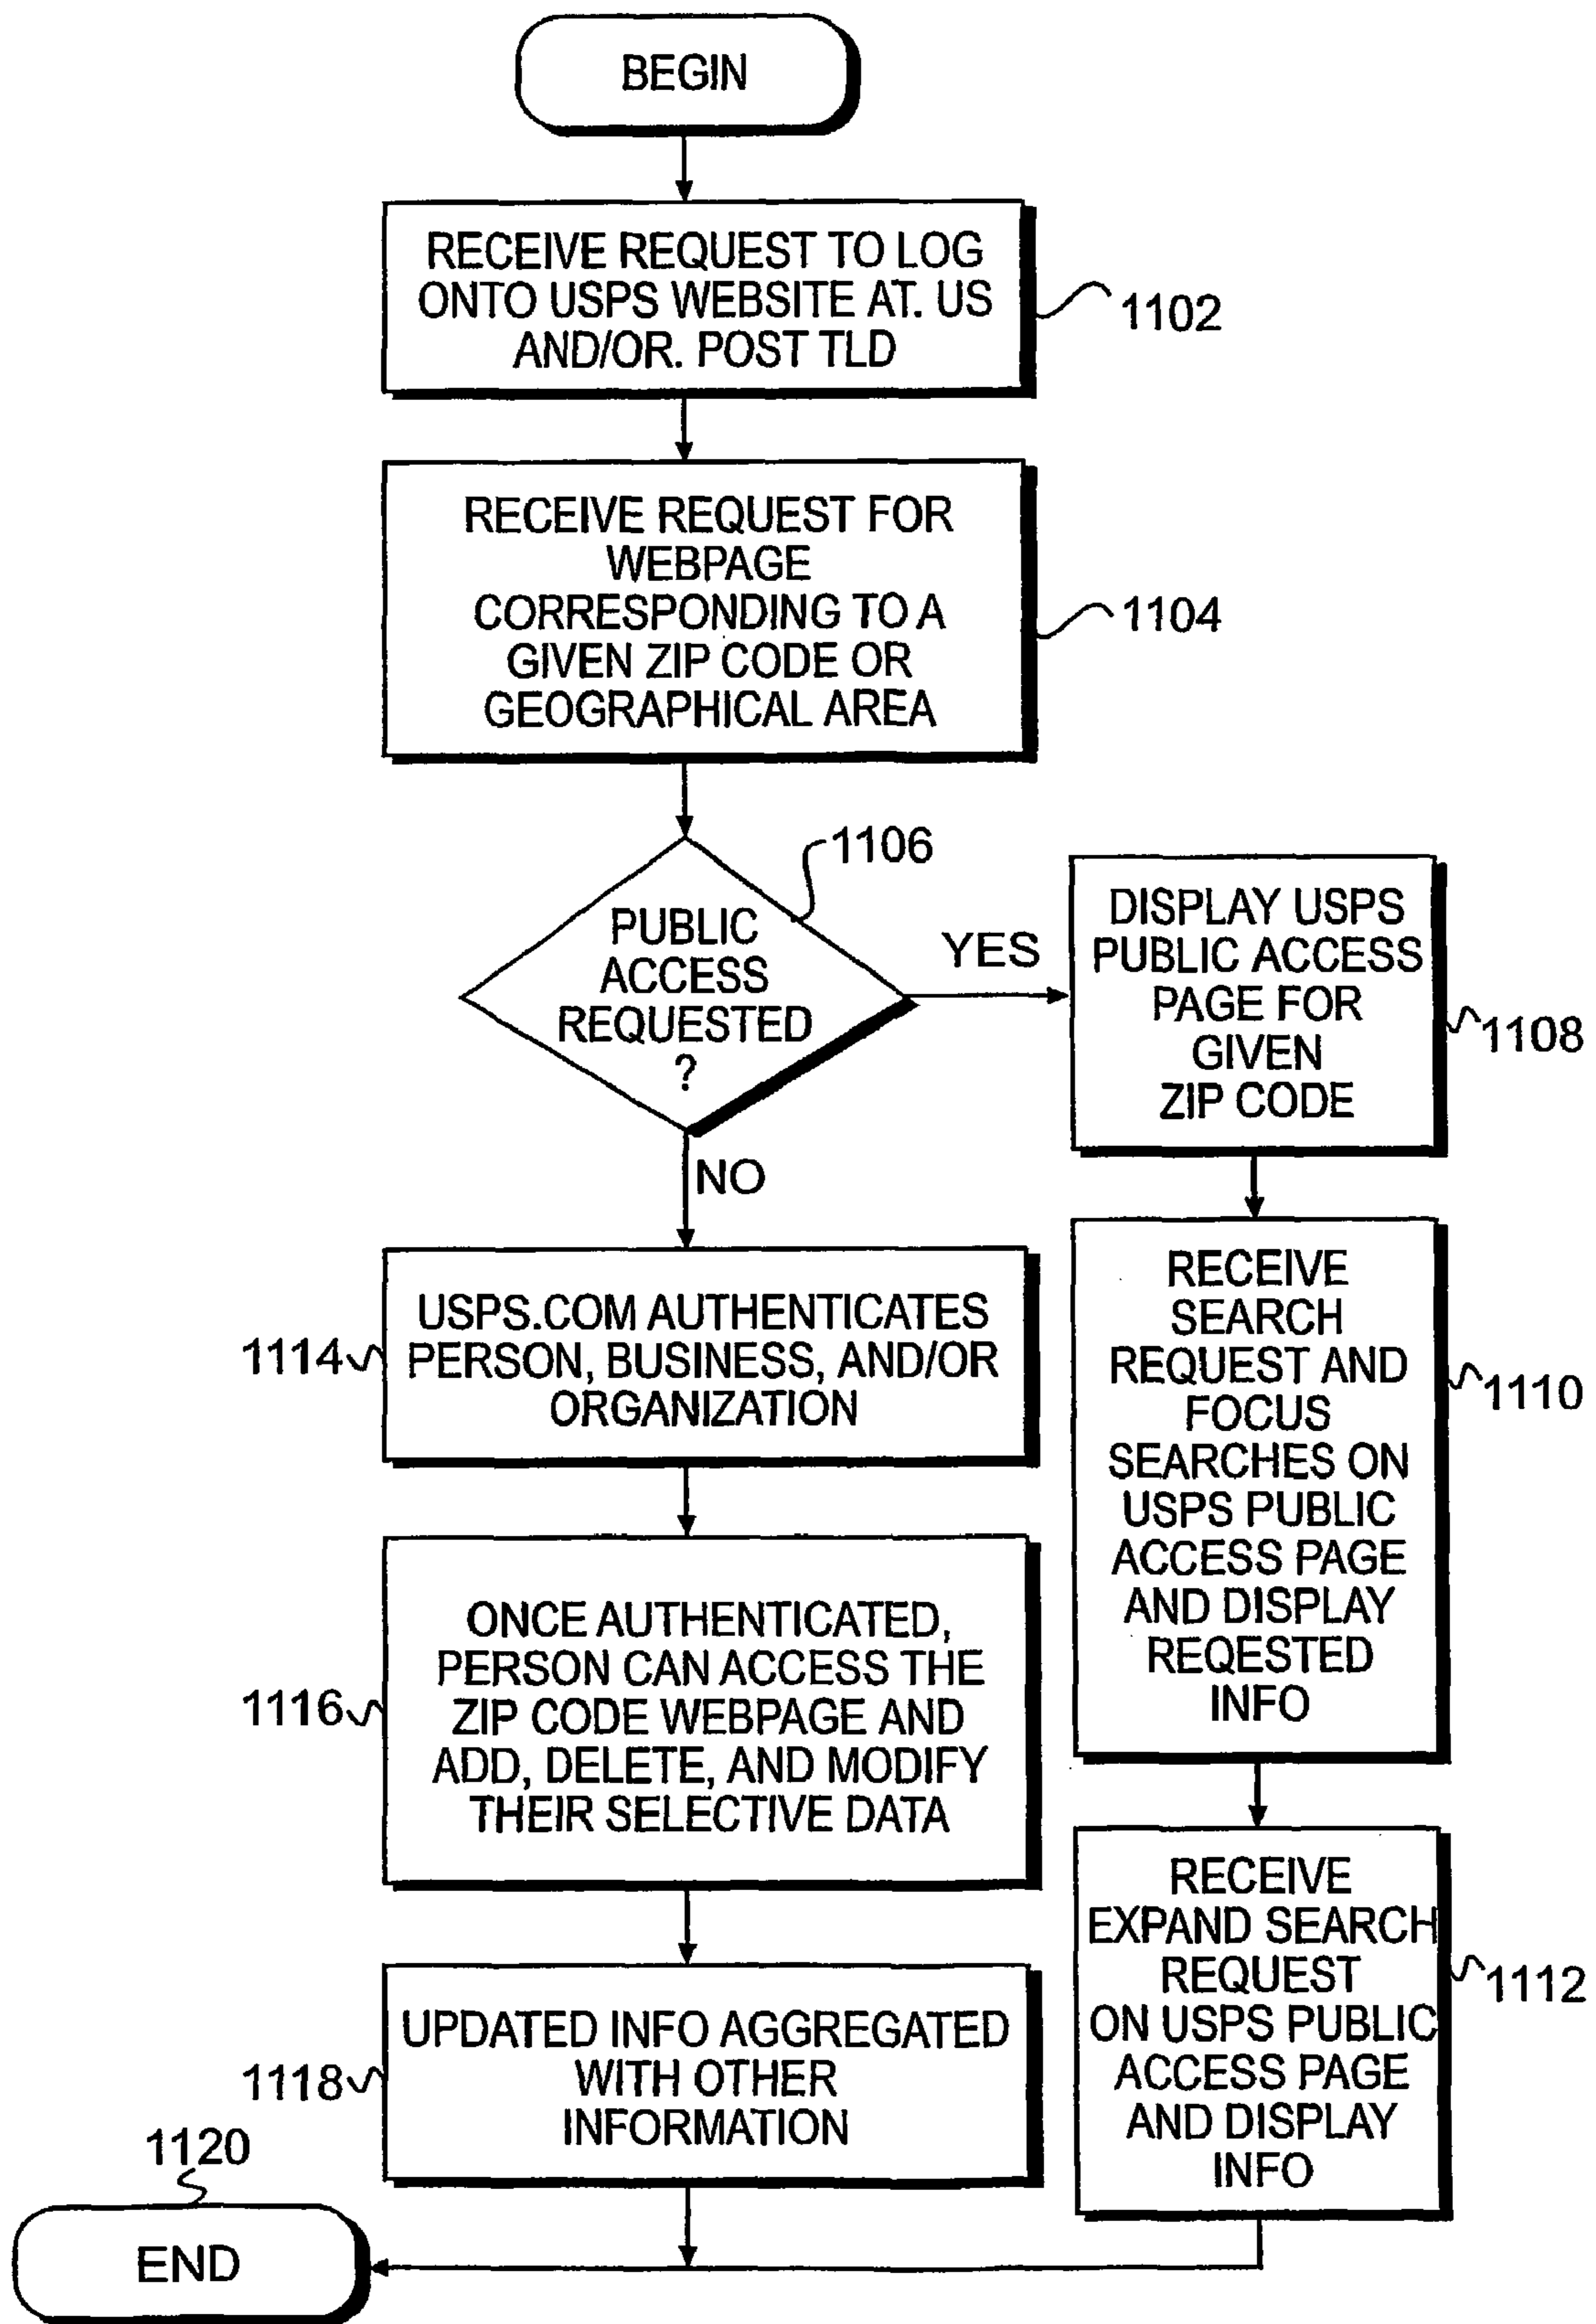 BEGIN
RECEIVE REQUEST TO LOG
ONTO USPS WEBSITE AT. US
AND/OR. POST TLD
1102
RECEIVE REQUEST FOR
WEBPAGE
CORRESPONDING TO A
GIVEN ZIP CODE OR
GEOGRAPHICAL AREA
1104
1106
PUBLIC
ACCESS
REQUESTED
?
YES
NO
DISPLAY USPS
PUBLIC ACCESS
PAGE FOR
GIVEN
ZIP CODE
1108
RECEIVE
SEARCH
REQUEST AND
FOCUS
SEARCHES ON
USPS PUBLIC
ACCESS PAGE
AND DISPLAY
REQESTED
INFO
1110
RECEIVE
EXPAND SEARCH
REQUEST
ON USPS PUBLIC
ACCESS PAGE
AND DISPLAY
INFO
1112
USPS.COM AUTHENTICATES
PERSON, BUSINESS, AND/OR
ORGANIZATION
1114
ONCE AUTHENTICATED,
PERSON CAN ACCESS THE
ZIP CODE WEBPAGE AND
ADD, DELETE, AND MODIFY
THEIR SELECTIVE DATA
1116
UPDATED INFO AGGREGATED
WITH OTHER
INFORMATION
1118
1120
END